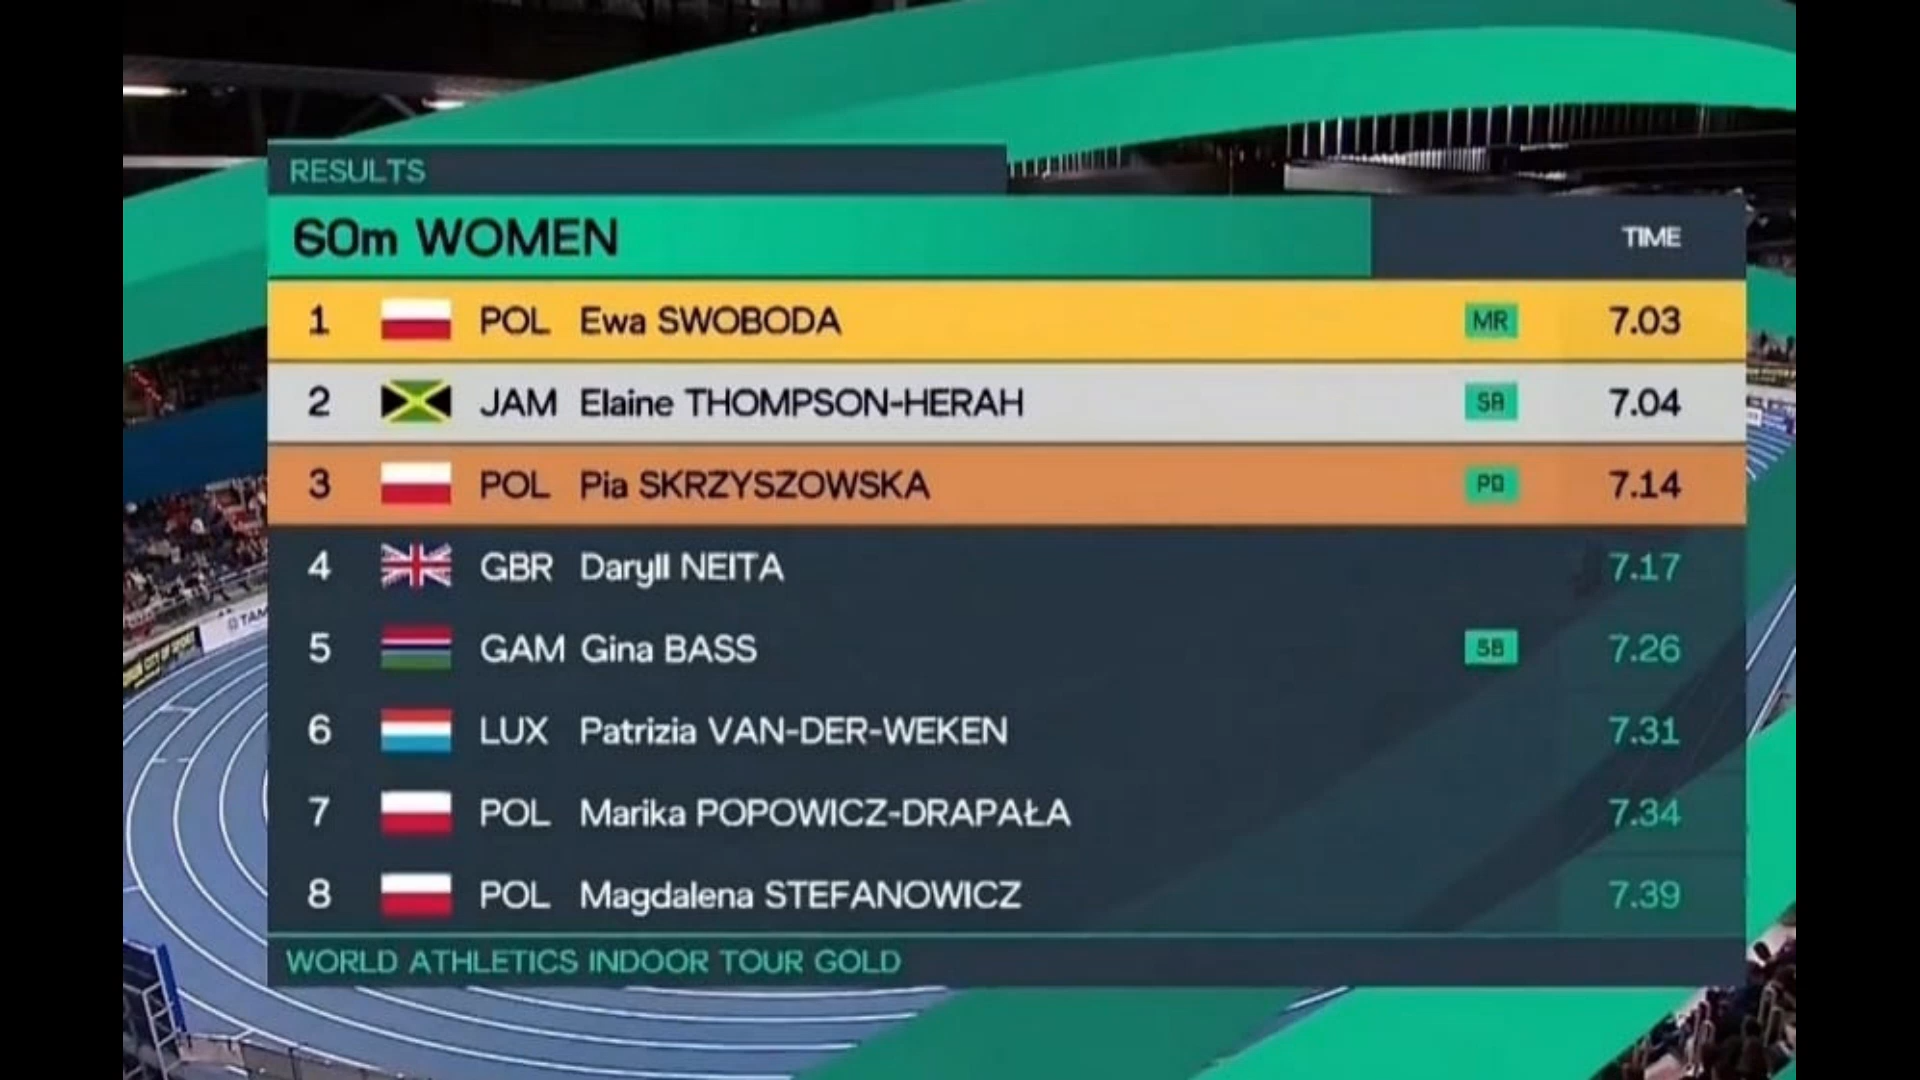 RESULTS
60m WOMEN TIME
1 POL Ewa SWOBODA MR 7.03
2 JAM Elaine THOMPSON-HERAH SB 7.04
3 POL Pia SKRZYSZOWSKA PB 7.14
4 GBR Daryll NEITA 7.17
5 GAM Gina BASS SB 7.26
6 LUX Patrizia VAN-DER-WEKEN 7.31
7 POL Marika POPOWICZ-DRAPAŁA 7.34
8 POL Magdalena STEFANOWICZ 7.39
WORLD ATHLETICS INDOOR TOUR GOLD